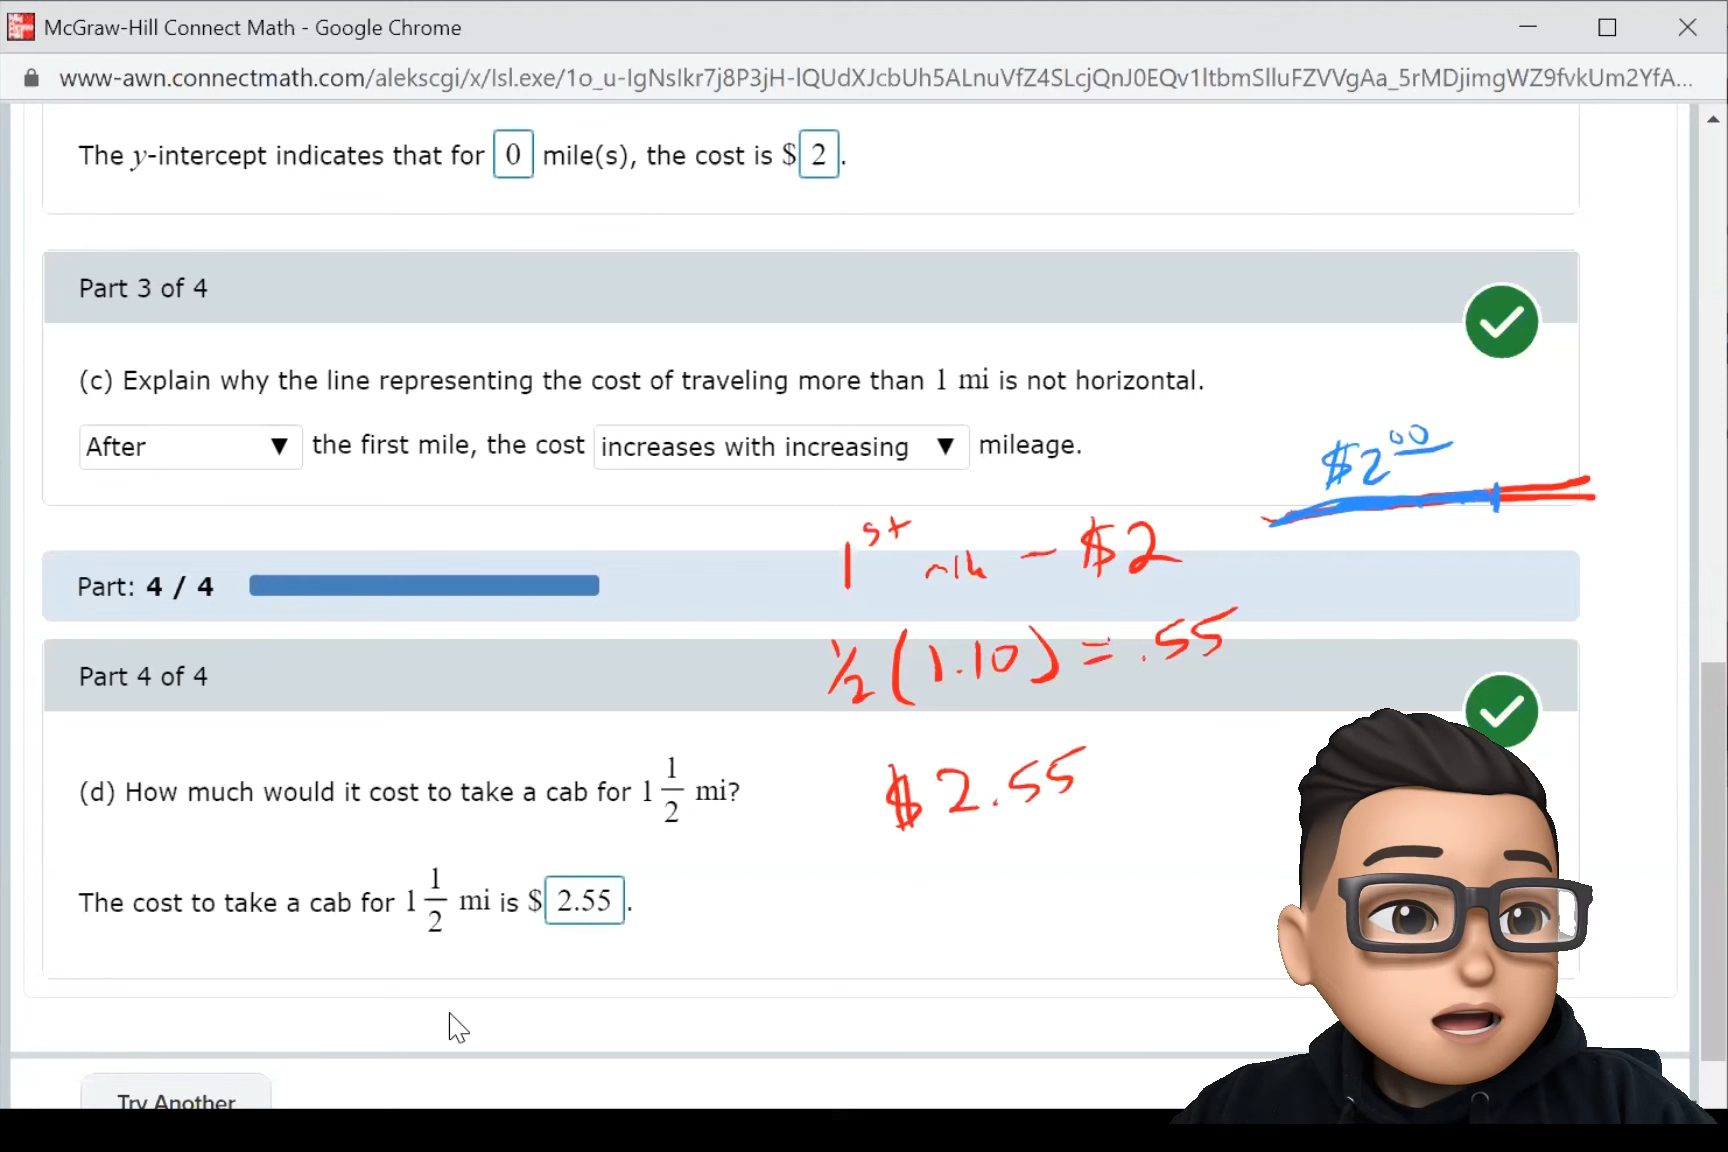 McGraw-Hill Connect Math - Google Chrome
www-awn.connectmath.com/alekscgi/x/Isl.exe/1o_u-IgNsIkr7j8P3jH-lQUdXJcbUh5ALnuVfZ4SLcjQnJ0EQv1ltbmSlluFZVVgAa_5rMDjimgWZ9fvkUm2YfA...
The y-intercept indicates that for 0 mile(s), the cost is $ 2 .
Part 3 of 4
(c) Explain why the line representing the cost of traveling more than 1 mi is not horizontal.
After ▼ the first mile, the cost increases with increasing ▼ mileage.
$2 00
1st mile - $2
Part: 4 / 4
1/2 (1.10) = .55
Part 4 of 4
$2.55
(d) How much would it cost to take a cab for 1 1/2 mi?
The cost to take a cab for 1 1/2 mi is $ 2.55 .
Try Another